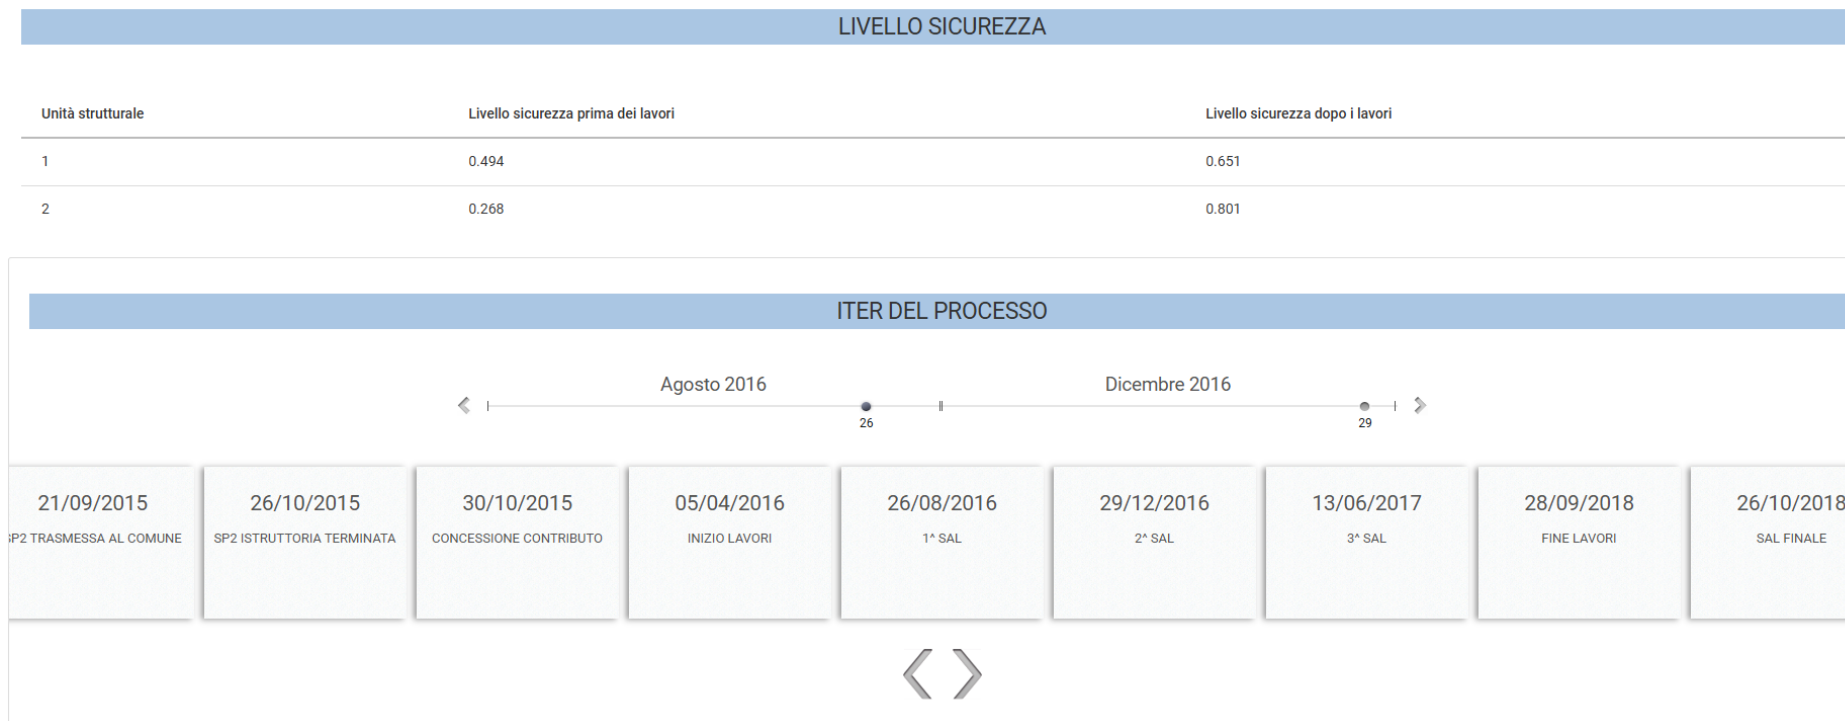 LIVELLO SICUREZZA
Unità strutturale Livello sicurezza prima dei lavori Livello sicurezza dopo i lavori
1 0.494 0.651
2 0.268 0.801
ITER DEL PROCESSO
Agosto 2016 Dicembre 2016
26 29
21/09/2015 26/10/2015 30/10/2015 05/04/2016 26/08/2016 29/12/2016 13/06/2017 28/09/2018 26/10/2018
SP2 TRASMESSA AL COMUNE SP2 ISTRUTTORIA TERMINATA CONCESSIONE CONTRIBUTO INIZIO LAVORI 1^ SAL 2^ SAL 3^ SAL FINE LAVORI SAL FINALE